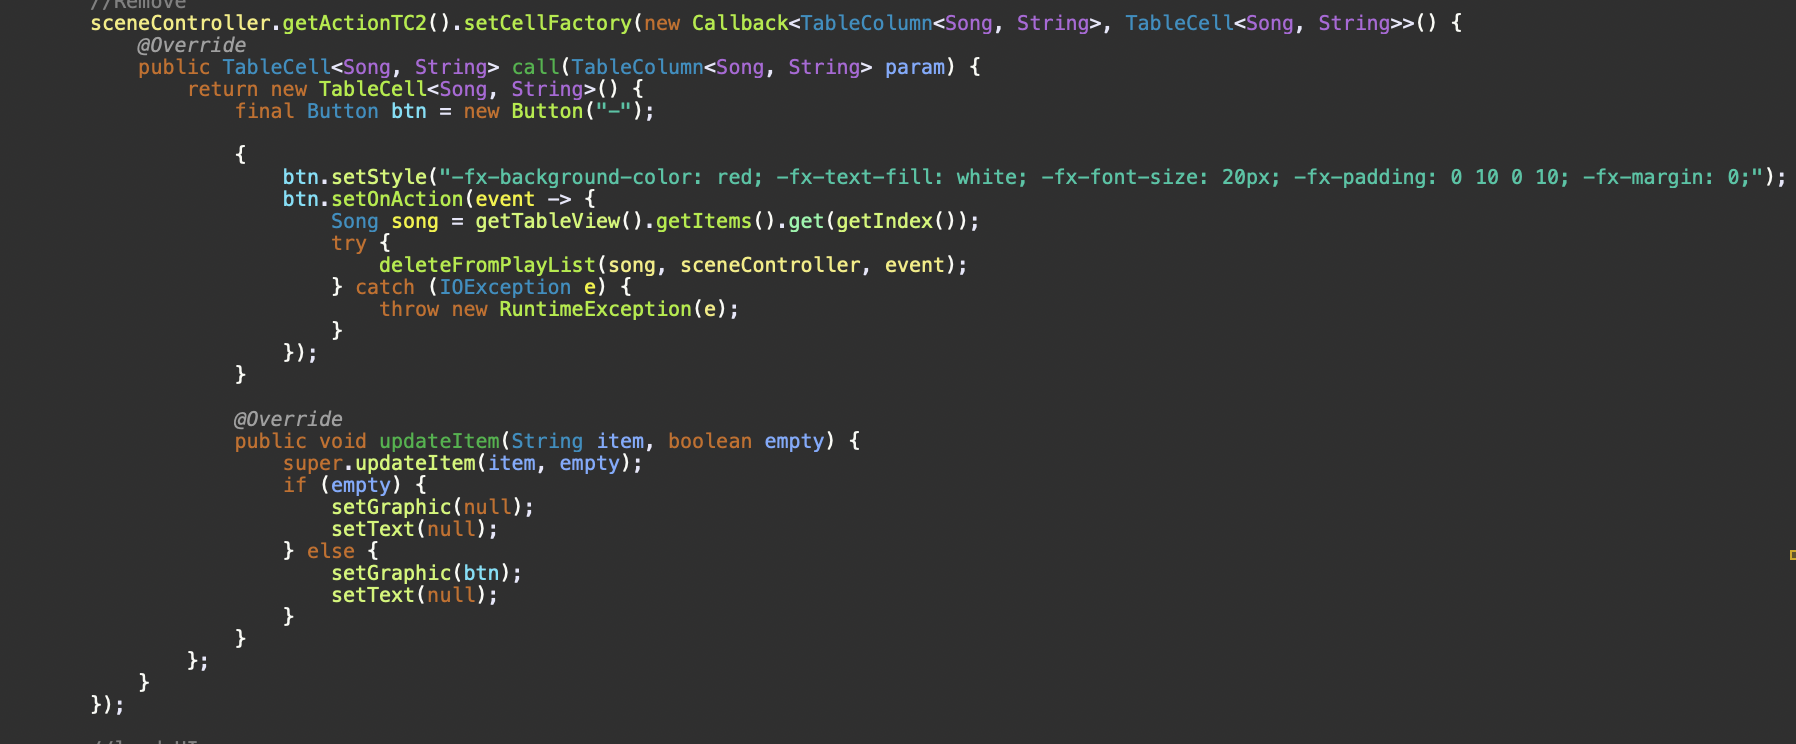 //Remove
sceneController.getActionTC2().setCellFactory(new Callback<TableColumn<Song, String>, TableCell<Song, String>>() {
@Override
public TableCell<Song, String> call(TableColumn<Song, String> param) {
return new TableCell<Song, String>() {
final Button btn = new Button("-");
{
btn.setStyle("-fx-background-color: red; -fx-text-fill: white; -fx-font-size: 20px; -fx-padding: 0 10 0 10; -fx-margin: 0;");
btn.setOnAction(event -> {
Song song = getTableView().getItems().get(getIndex());
try {
deleteFromPlayList(song, sceneController, event);
} catch (IOException e) {
throw new RuntimeException(e);
}
});
}
@Override
public void updateItem(String item, boolean empty) {
super.updateItem(item, empty);
if (empty) {
setGraphic(null);
setText(null);
} else {
setGraphic(btn);
setText(null);
}
}
};
}
});